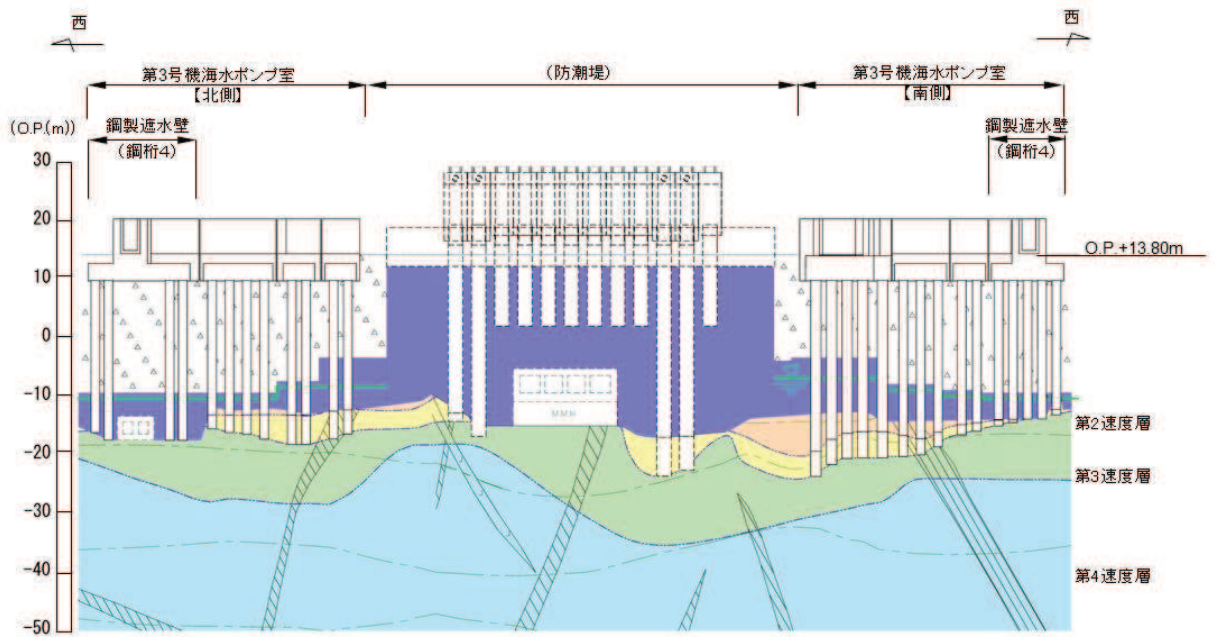 西
西
第3号機海水ポンプ室
【北側】
(防潮堤)
第3号機海水ポンプ室
【南側】
(O.P.(m))
鋼製遮水壁
(鋼桁4)
鋼製遮水壁
(鋼桁4)
30
20
10
0
-10
-20
-30
-40
-50
O.P.+13.80m
MMR
第2速度層
第3速度層
第4速度層